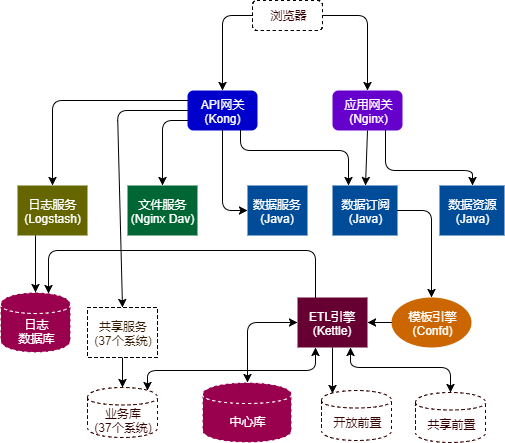 浏览器
API网关
(Kong)
应用网关
(Nginx)
日志服务
(Logstash)
文件服务
(Nginx Dav)
数据服务
(Java)
数据订阅
(Java)
数据资源
(Java)
日志
数据库
共享服务
(37个系统)
ETL引擎
(Kettle)
模板引擎
(Confd)
业务库
(37个系统)
中心库
开放前置
共享前置